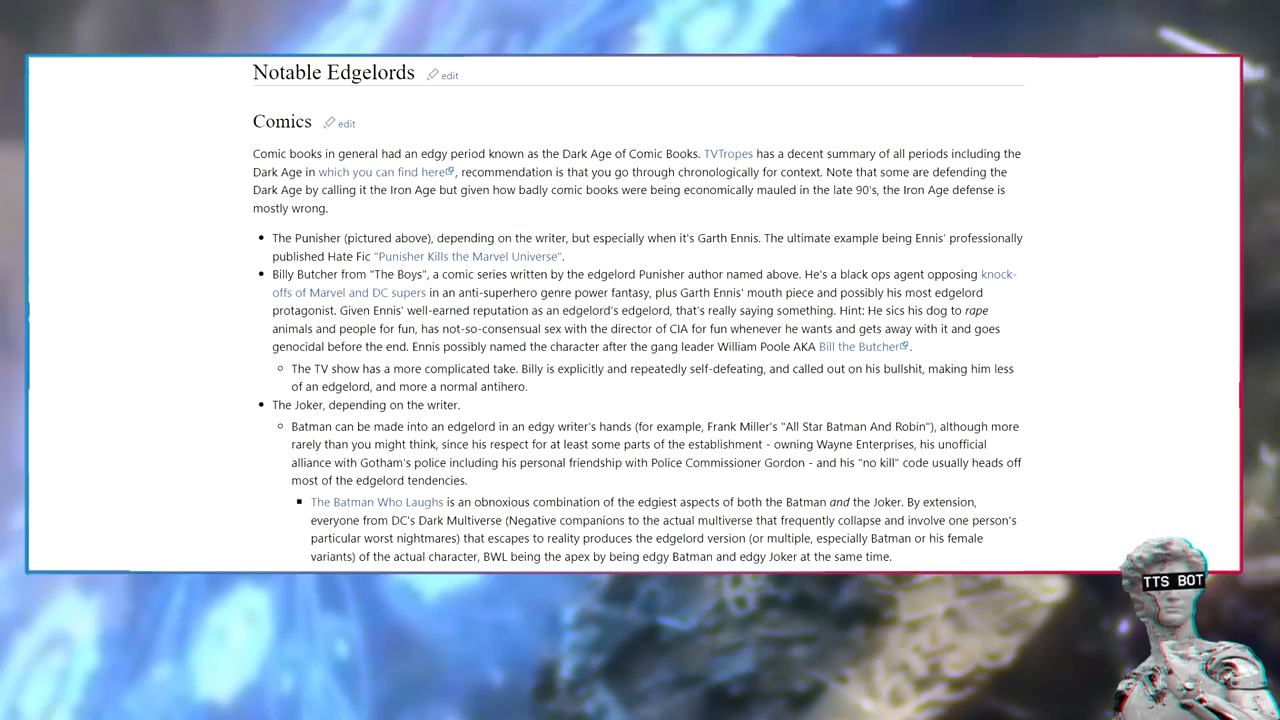 Notable Edgelords edit
Comics edit
Comic books in general had an edgy period known as the Dark Age of Comic Books. TVTropes has a decent summary of all periods including the
Dark Age in which you can find here, recommendation is that you go through chronologically for context. Note that some are defending the
Dark Age by calling it the Iron Age but given how badly comic books were being economically mauled in the late 90's, the Iron Age defense is
mostly wrong.
• The Punisher (pictured above), depending on the writer, but especially when it's Garth Ennis. The ultimate example being Ennis' professionally
published Hate Fic "Punisher Kills the Marvel Universe".
• Billy Butcher from "The Boys", a comic series written by the edgelord Punisher author named above. He's a black ops agent opposing knock-
offs of Marvel and DC supers in an anti-superhero genre power fantasy, plus Garth Ennis' mouth piece and possibly his most edgelord
protagonist. Given Ennis' well-earned reputation as an edgelord's edgelord, that's really saying something. Hint: He sics his dog to rape
animals and people for fun, has not-so-consensual sex with the director of CIA for fun whenever he wants and gets away with it and goes
genocidal before the end. Ennis possibly named the character after the gang leader William Poole AKA Bill the Butcher.
○ The TV show has a more complicated take. Billy is explicitly and repeatedly self-defeating, and called out on his bullshit, making him less
of an edgelord, and more a normal antihero.
• The Joker, depending on the writer.
○ Batman can be made into an edgelord in an edgy writer's hands (for example, Frank Miller's "All Star Batman And Robin"), although more
rarely than you might think, since his respect for at least some parts of the establishment - owning Wayne Enterprises, his unofficial
alliance with Gotham's police including his personal friendship with Police Commissioner Gordon - and his "no kill" code usually heads off
most of the edgelord tendencies.
■ The Batman Who Laughs is an obnoxious combination of the edgiest aspects of both the Batman and the Joker. By extension,
everyone from DC's Dark Multiverse (Negative companions to the actual multiverse that frequently collapse and involve one person's
particular worst nightmares) that escapes to reality produces the edgelord version (or multiple, especially Batman or his female
variants) of the actual character, BWL being the apex by being edgy Batman and edgy Joker at the same time.
TTS BOT